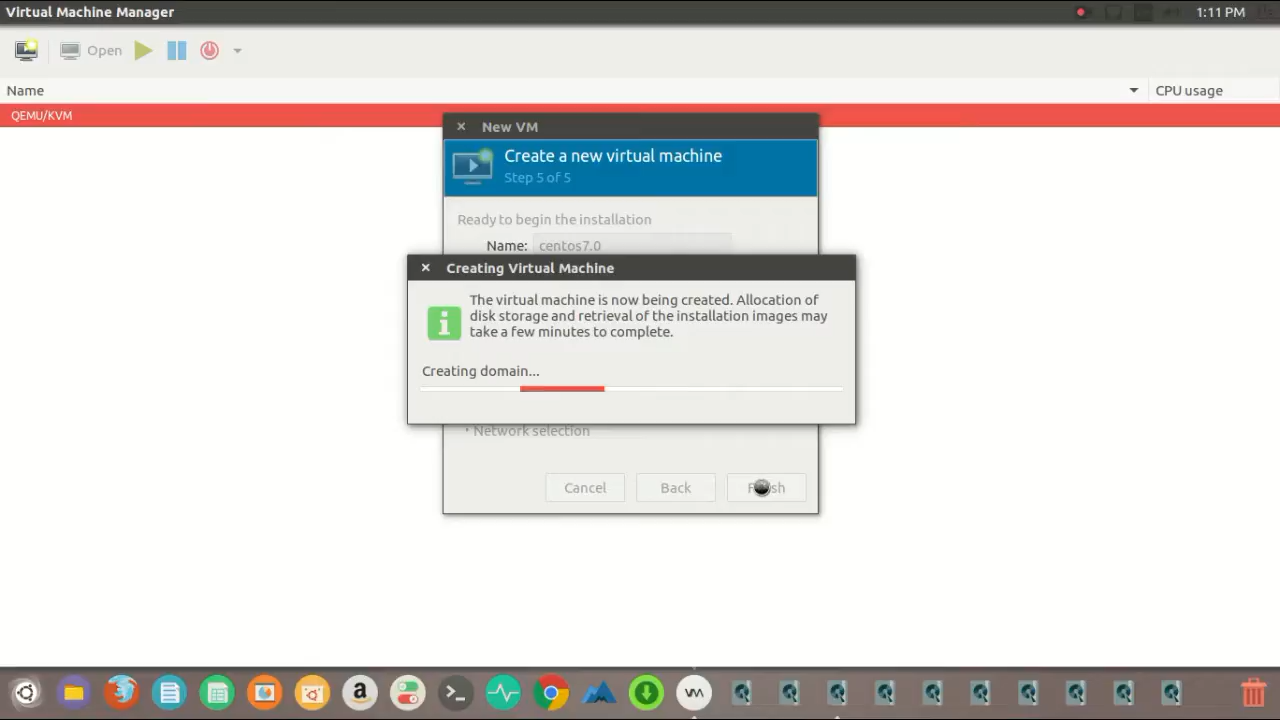 Virtual Machine Manager
1:11 PM
Open
Name
CPU usage
QEMU/KVM
New VM
Create a new virtual machine
Step 5 of 5
Ready to begin the installation
Name: centos7.0
Creating Virtual Machine
The virtual machine is now being created. Allocation of
disk storage and retrieval of the installation images may
take a few minutes to complete.
Creating domain...
Network selection
Cancel
Back